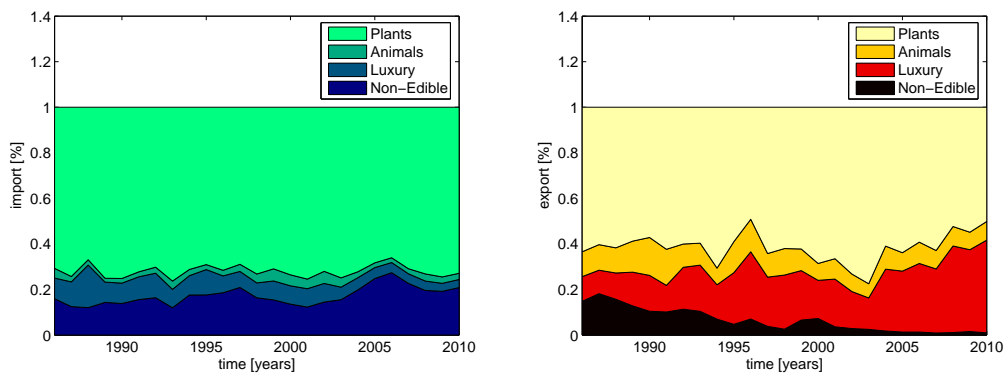 1.4
1.2
1
0.8
0.6
0.4
0.2
0
import [%]
Plants
Animals
Luxury
Non−Edible
1990 1995 2000 2005 2010
time [years]
1.4
1.2
1
0.8
0.6
0.4
0.2
0
export [%]
Plants
Animals
Luxury
Non−Edible
1990 1995 2000 2005 2010
time [years]